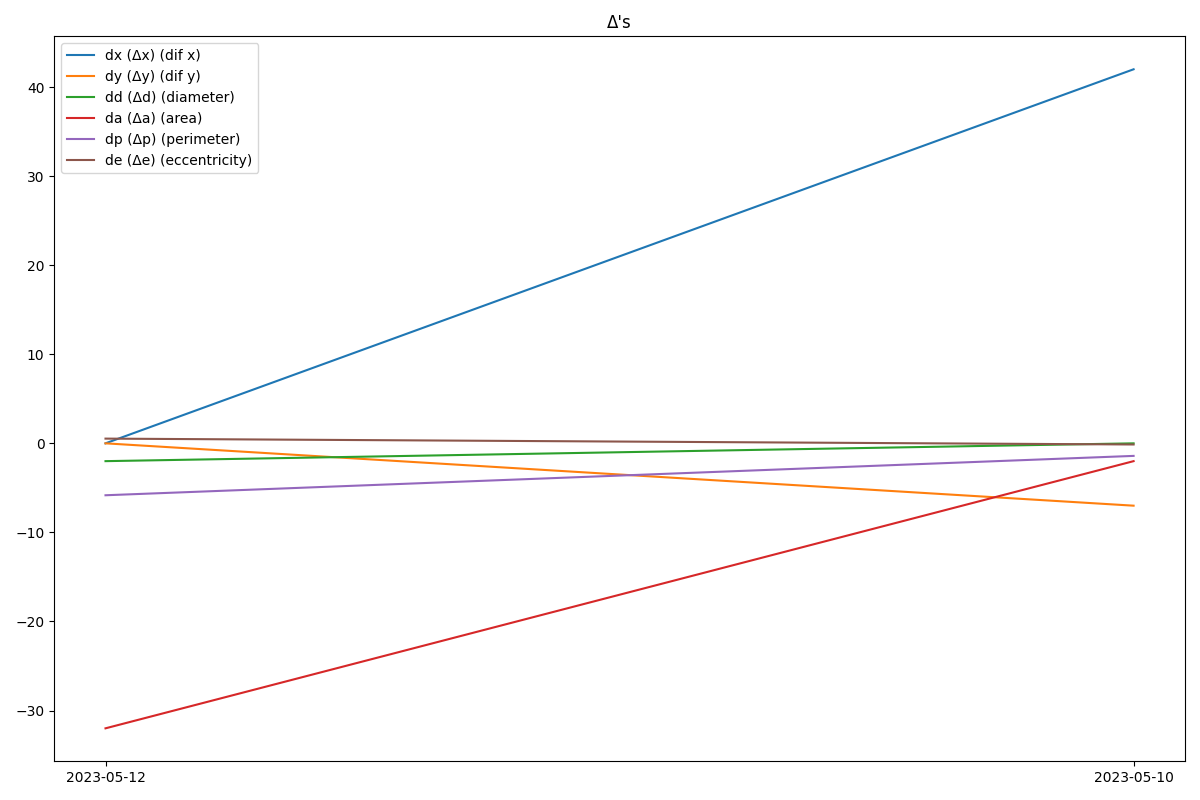 Δ's
dx (Δx) (dif x)
dy (Δy) (dif y)
dd (Δd) (diameter)
da (Δa) (area)
dp (Δp) (perimeter)
de (Δe) (eccentricity)
40
30
20
10
0
−10
−20
−30
2023-05-12 2023-05-10